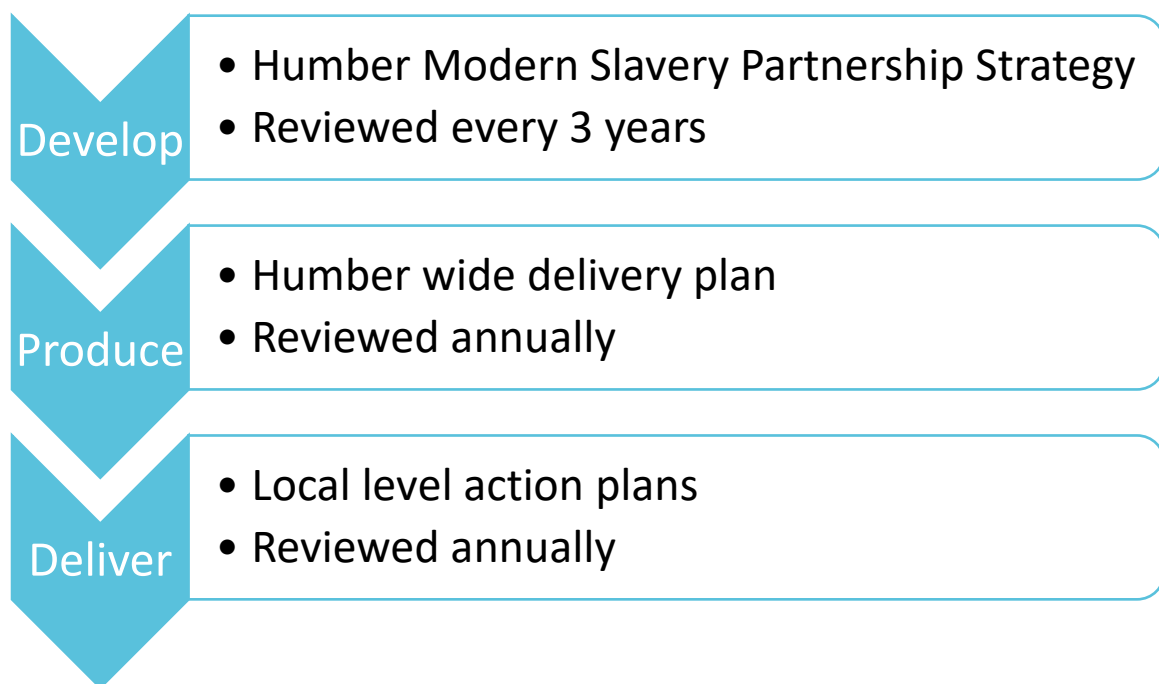 Develop
• Humber Modern Slavery Partnership Strategy
• Reviewed every 3 years
Produce
• Humber wide delivery plan
• Reviewed annually
Deliver
• Local level action plans
• Reviewed annually